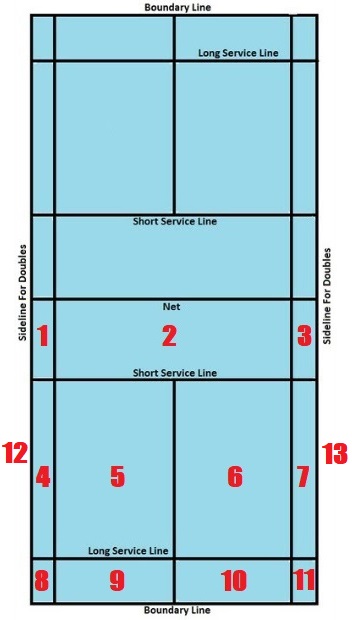 Boundary Line
Long Service Line
Short Service Line
Sideline For Doubles
Sideline For Doubles
Net
1
2
3
Short Service Line
12
4
5
6
7
13
Long Service Line
8
9
10
11
Boundary Line